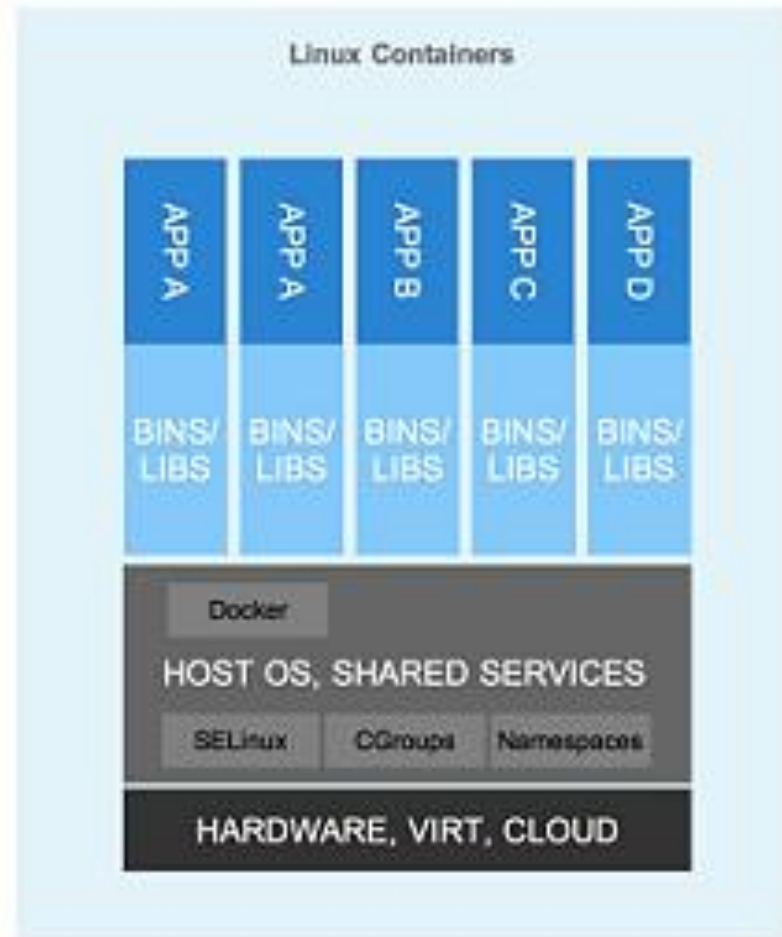 Linux Containers
APP A
APP A
APP B
APP C
APP D
BINS/
LIBS
BINS/
LIBS
BINS/
LIBS
BINS/
LIBS
BINS/
LIBS
Docker
HOST OS, SHARED SERVICES
SELinux
CGroups
Namespaces
HARDWARE, VIRT, CLOUD